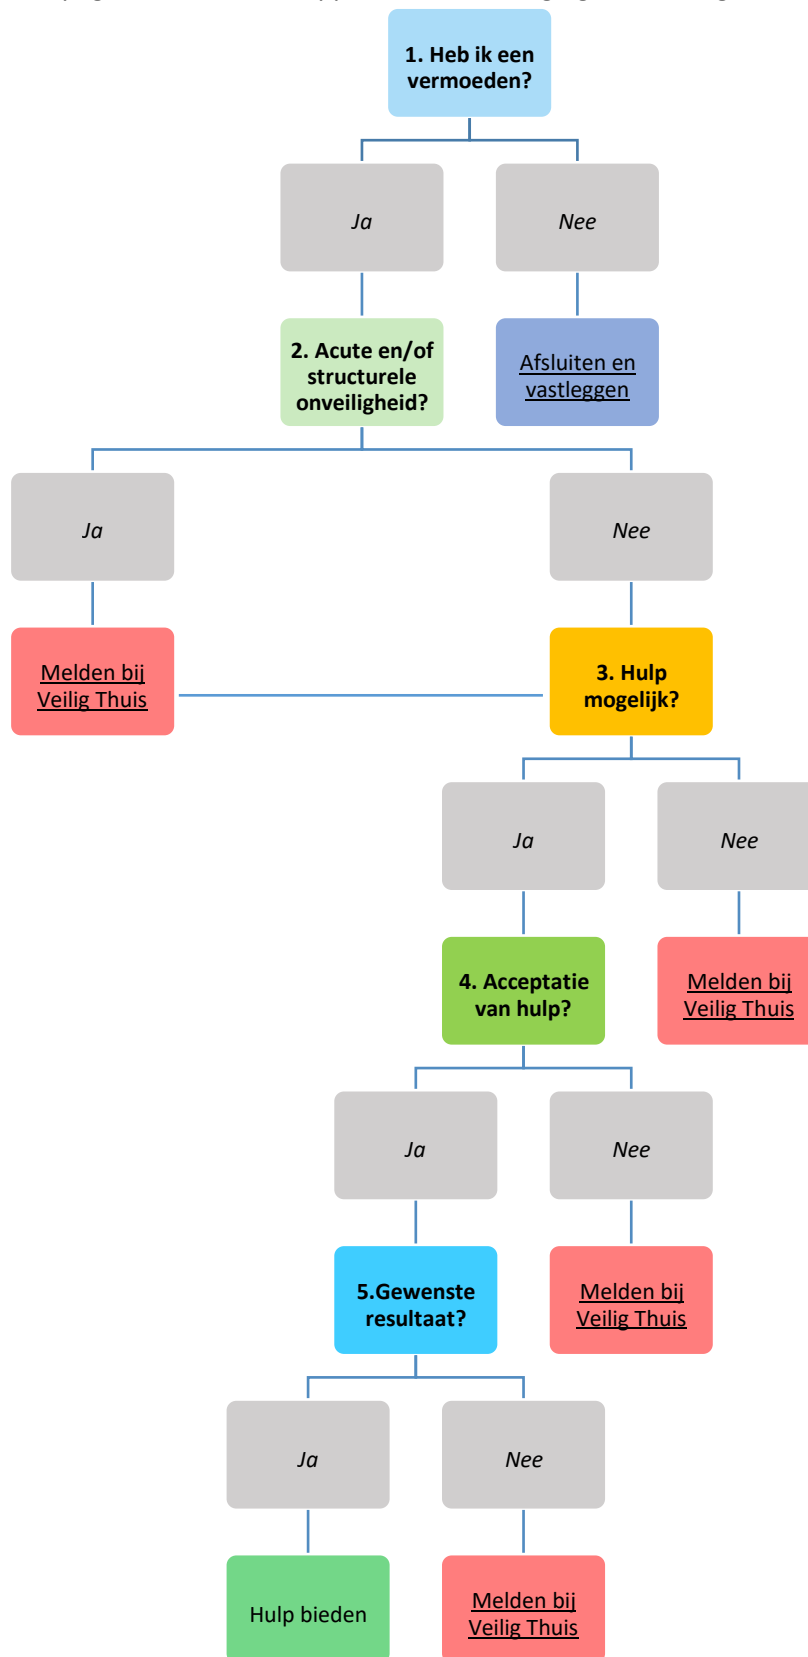 1. Heb ik een
vermoeden?
Ja
Nee
2. Acute en/of
structurele
onveiligheid?
Afsluiten en
vastleggen
Ja
Nee
Melden bij
Veilig Thuis
3. Hulp
mogelijk?
Ja
Nee
4. Acceptatie
van hulp?
Melden bij
Veilig Thuis
Ja
Nee
5.Gewenste
resultaat?
Melden bij
Veilig Thuis
Ja
Nee
Hulp bieden
Melden bij
Veilig Thuis